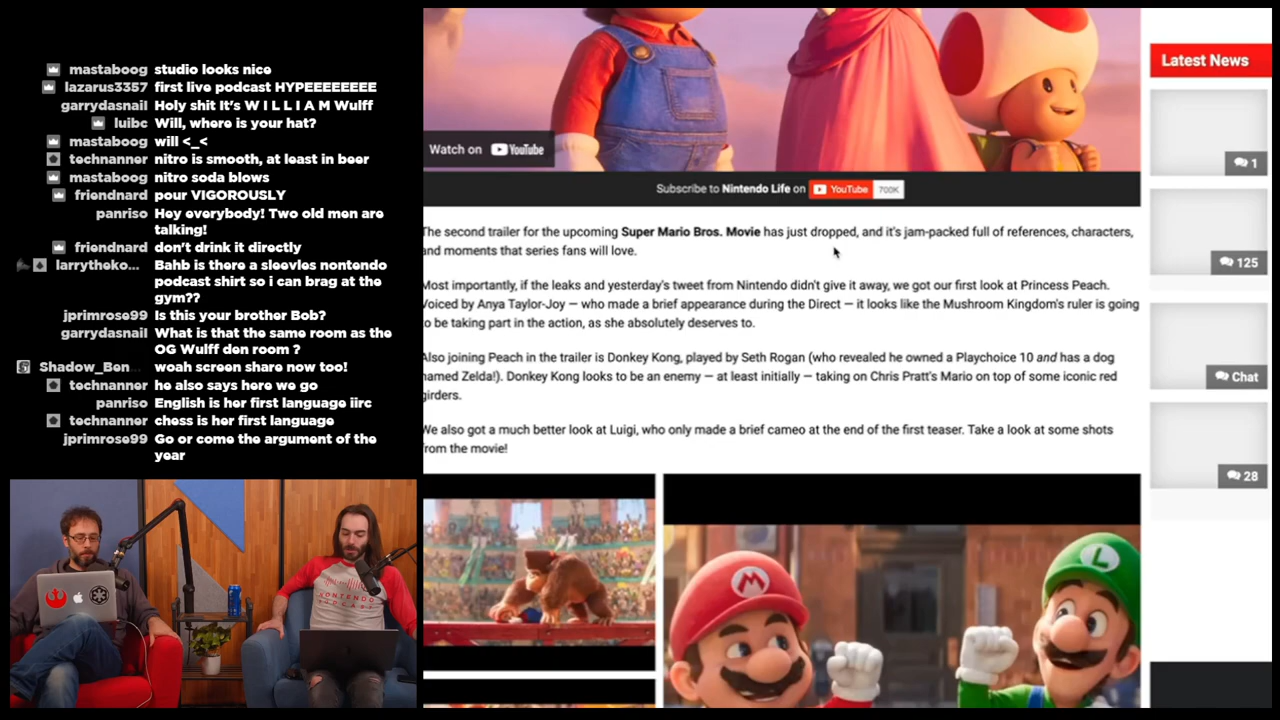 mastaboog studio looks nice
lazarus3357 first live podcast HYPEEEEEEEE
garrydasnail Holy shit It's W I L L I A M Wulff
luibc Will, where is your hat?
mastaboog will <_<
technanner nitro is smooth, at least in beer
mastaboog nitro soda blows
friendnard pour VIGOROUSLY
panriso Hey everybody! Two old men are
talking!
friendnard don't drink it directly
larrytheko... Bahb is there a sleevles nontendo
podcast shirt so i can brag at the
gym??
jprimrose99 Is this your brother Bob?
garrydasnail What is that the same room as the
OG Wulff den room ?
Shadow_Ben... woah screen share now too!
technanner he also says here we go
panriso English is her first language iirc
technanner chess is her first language
jprimrose99 Go or come the argument of the
year
NONTENDO
PODCAST
Watch on YouTube
Subscribe to Nintendo Life on YouTube 700K
The second trailer for the upcoming Super Mario Bros. Movie has just dropped, and it's jam-packed full of references, characters,
and moments that series fans will love.
Most importantly, if the leaks and yesterday's tweet from Nintendo didn't give it away, we got our first look at Princess Peach.
Voiced by Anya Taylor-Joy — who made a brief appearance during the Direct — it looks like the Mushroom Kingdom's ruler is going
to be taking part in the action, as she absolutely deserves to.
Also joining Peach in the trailer is Donkey Kong, played by Seth Rogan (who revealed he owned a Playchoice 10 and has a dog
named Zelda!). Donkey Kong looks to be an enemy — at least initially — taking on Chris Pratt's Mario on top of some iconic red
girders.
We also got a much better look at Luigi, who only made a brief cameo at the end of the first teaser. Take a look at some shots
from the movie!
M
L
Latest News
1
125
Chat
28